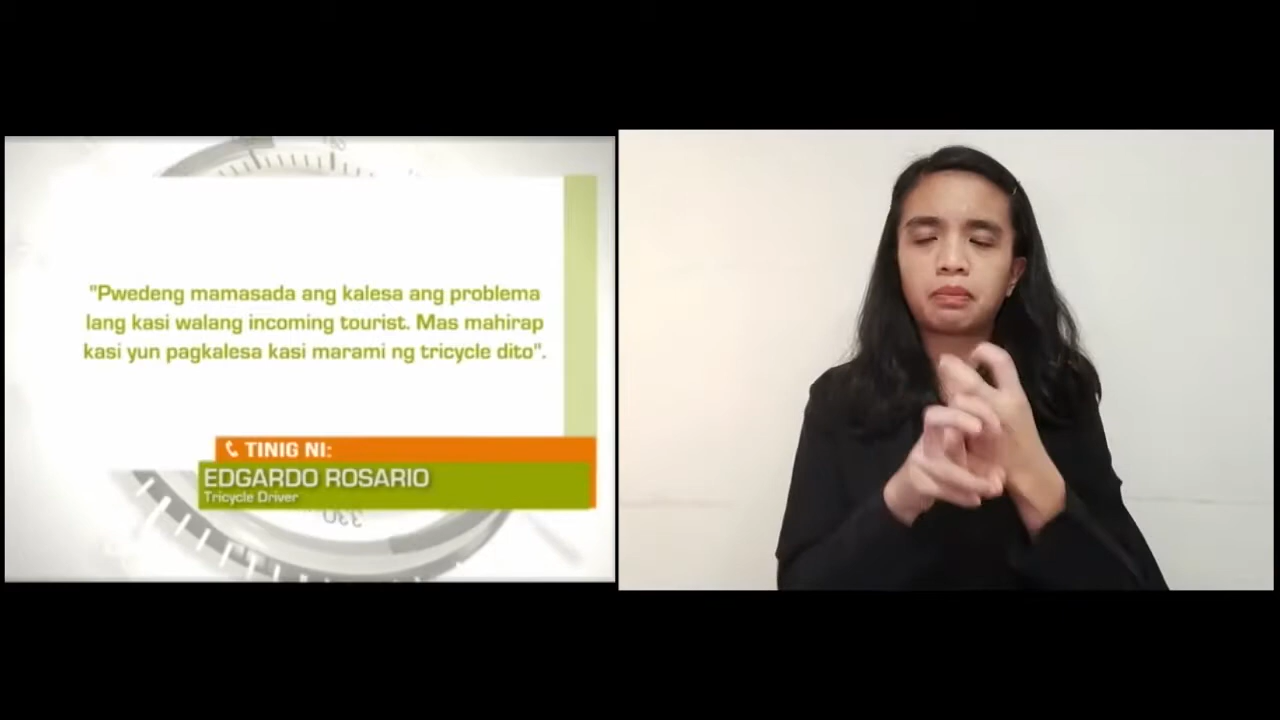 "Pwedeng mamasada ang kalesa ang problema
lang kasi walang incoming tourist. Mas mahirap
kasi yun pagkalesa kasi marami ng tricycle dito".
TINIG NI:
EDGARDO ROSARIO
Tricycle Driver
330